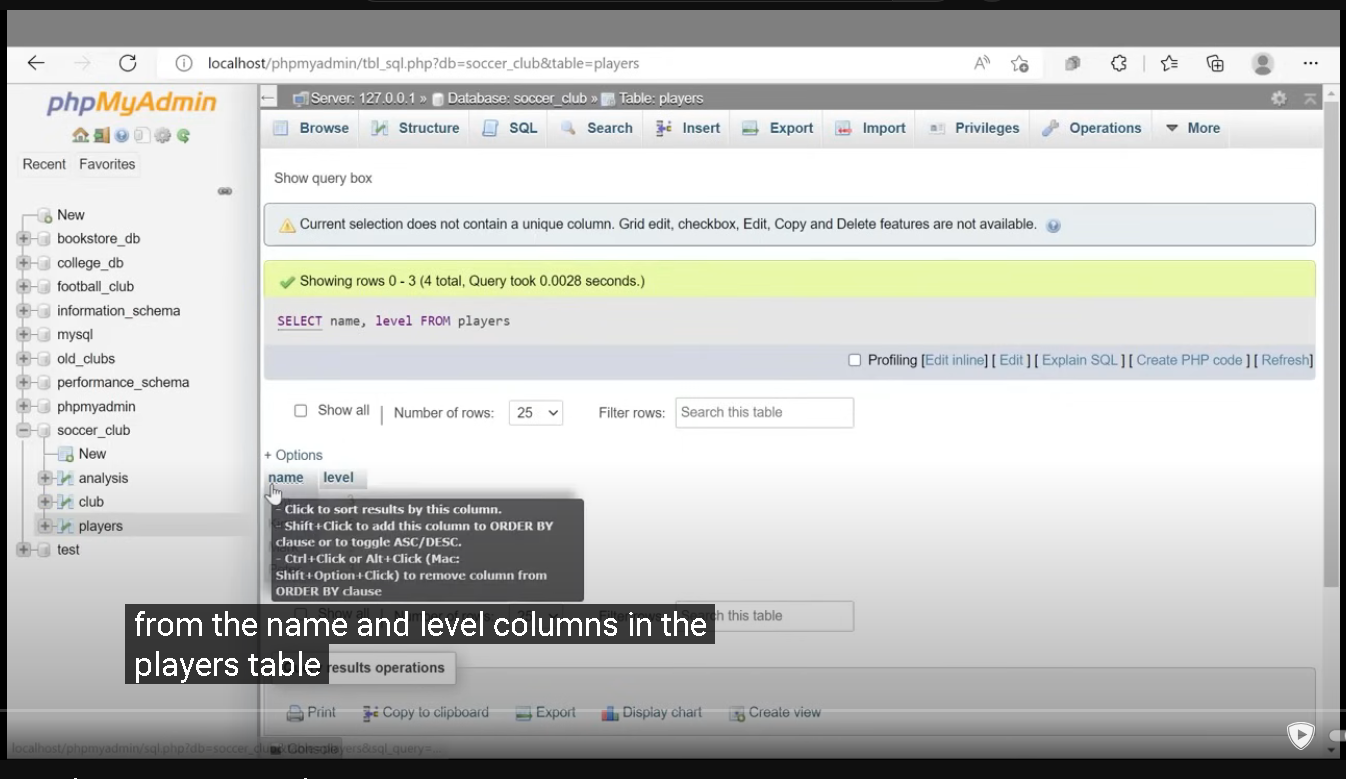 localhost/phpmyadmin/tbl_sql.php?db=soccer_club&table=players
phpMyAdmin
Recent Favorites
New
bookstore_db
college_db
football_club
information_schema
mysql
old_clubs
performance_schema
phpmyadmin
soccer_club
New
analysis
club
players
test
Server: 127.0.0.1 » Database: soccer_club » Table: players
Browse Structure SQL Search Insert Export Import Privileges Operations More
Show query box
Current selection does not contain a unique column. Grid edit, checkbox, Edit, Copy and Delete features are not available.
Showing rows 0 - 3 (4 total, Query took 0.0028 seconds.)
SELECT name, level FROM players
Profiling [Edit inline] [ Edit ] [ Explain SQL ] [ Create PHP code ] [ Refresh]
Show all | Number of rows: 25 Filter rows: Search this table
+ Options
name level
- Click to sort results by this column.
- Shift+Click to add this column to ORDER BY
clause or to toggle ASC/DESC.
- Ctrl+Click or Alt+Click (Mac:
Shift+Option+Click) to remove column from
ORDER BY clause
Show all Number of rows: 25 Filter rows: Search this table
from the name and level columns in the
players table
results operations
Print Copy to clipboard Export Display chart Create view
localhost/phpmyadmin/sql.php?db=soccer_club&table=players&sql_query=...
Console